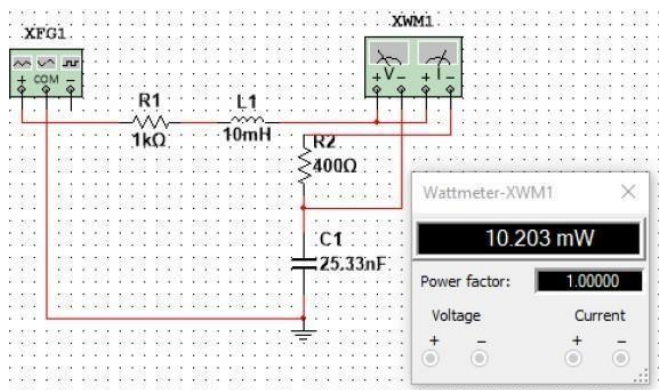 XFG1
XWM1
COM
+ −
+ V −
+ I −
R1
1kΩ
L1
10mH
R2
400Ω
C1
25.33nF
Wattmeter-XWM1 ×
10.203 mW
Power factor: 1.00000
Voltage Current
+ − + −